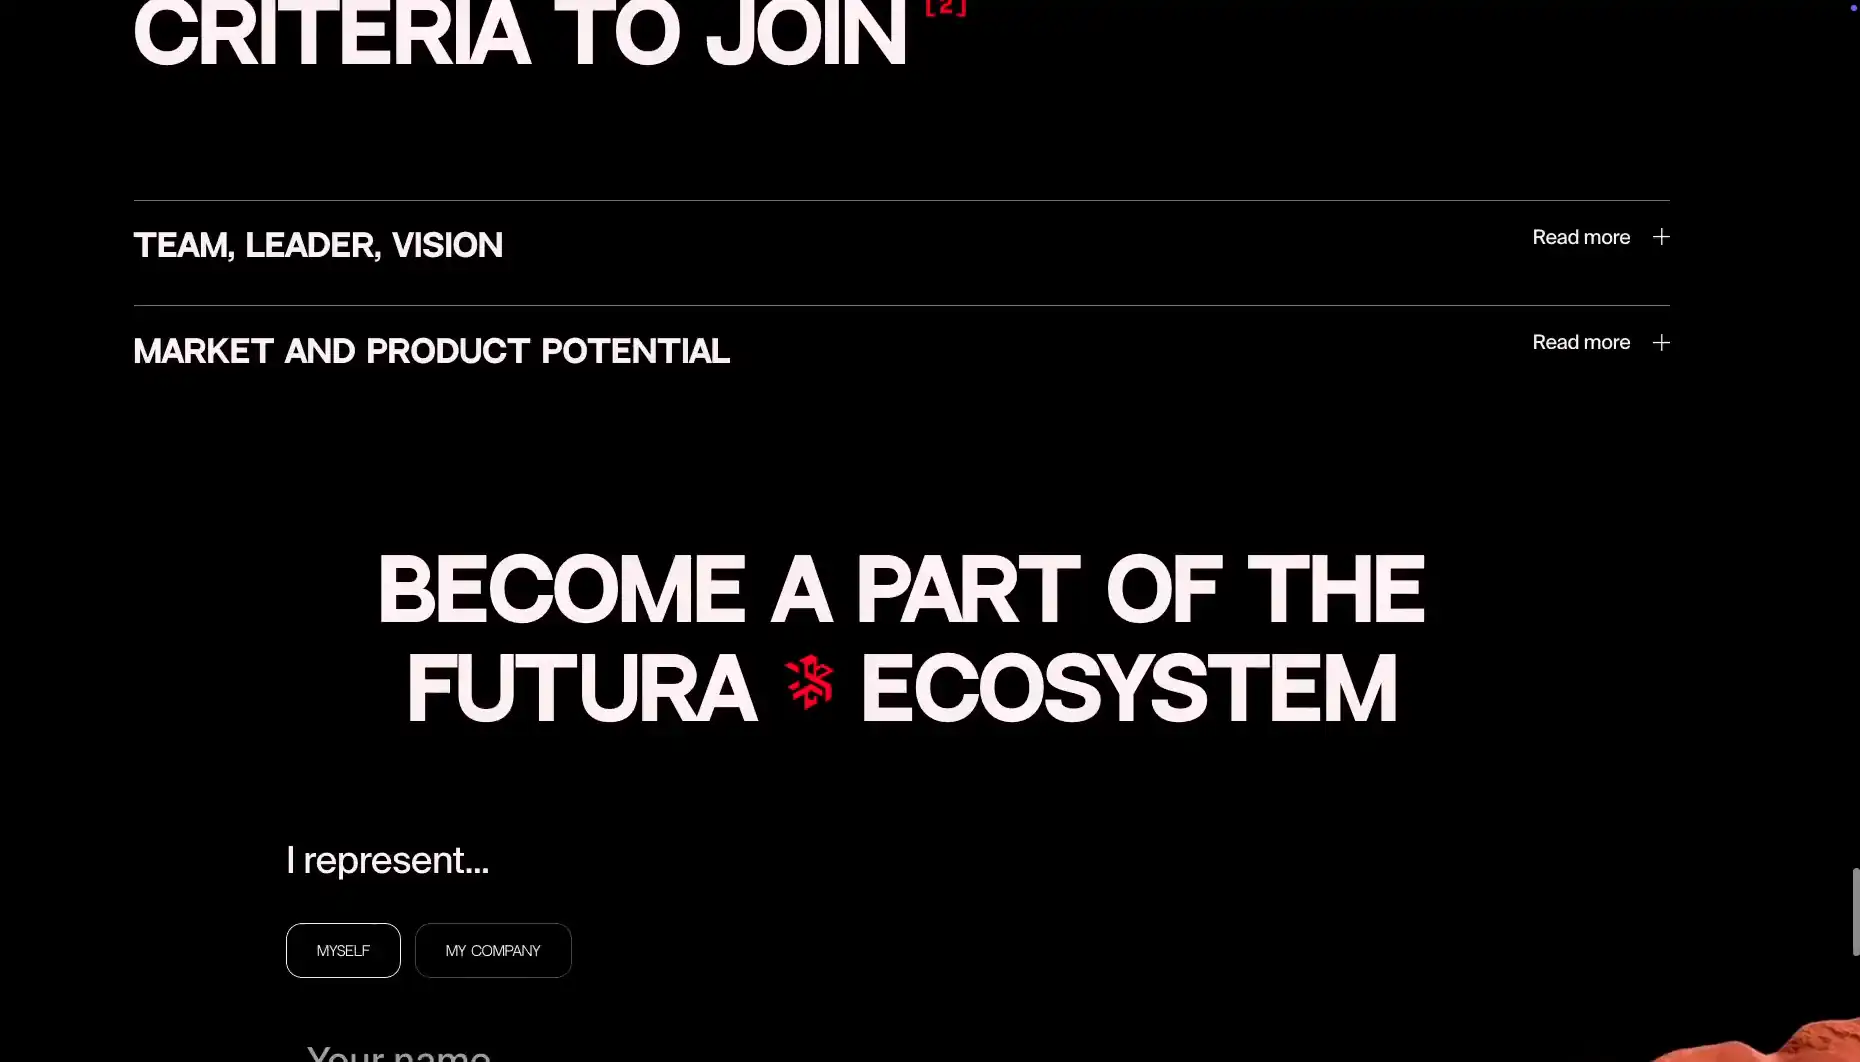 CRITERIA TO JOIN [2]
TEAM, LEADER, VISION
Read more
MARKET AND PRODUCT POTENTIAL
Read more
BECOME A PART OF THE
FUTURA ECOSYSTEM
I represent...
MYSELF
MY COMPANY
Your name